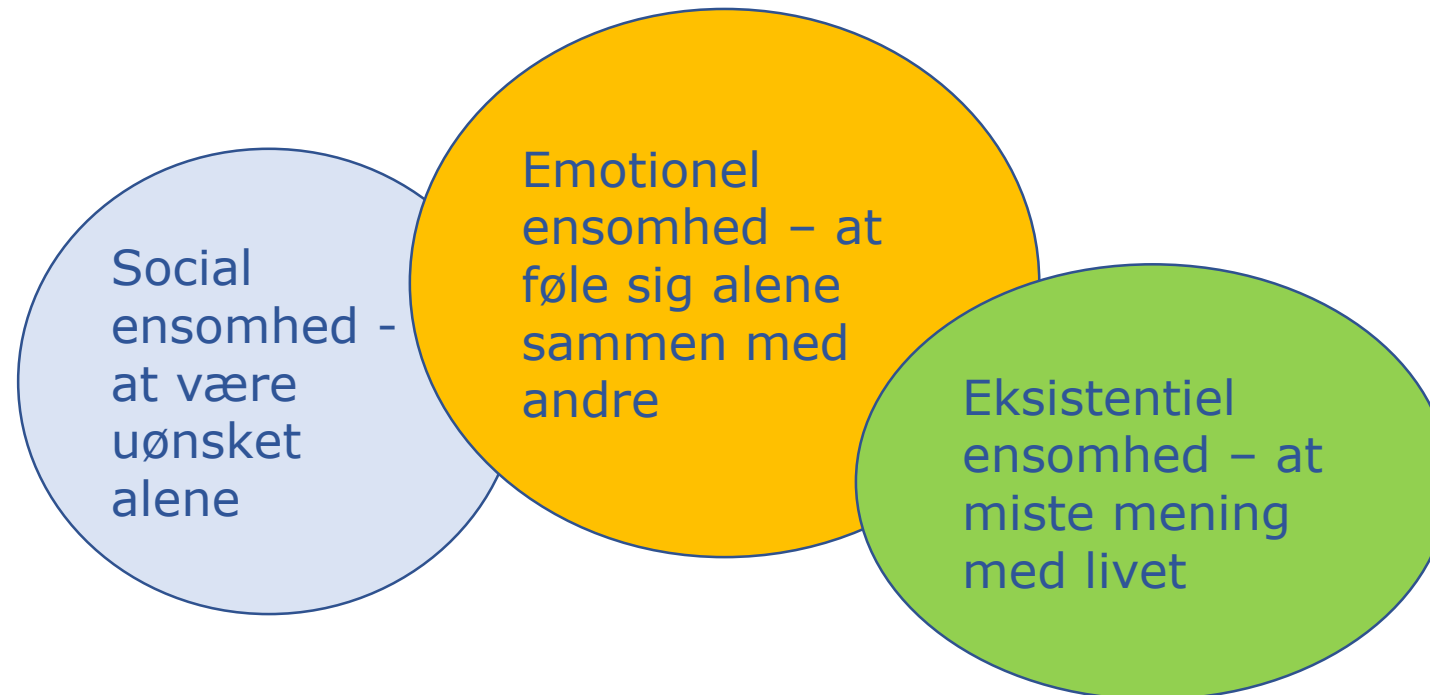 Social
ensomhed -
at være
uønsket
alene
Emotionel
ensomhed – at
føle sig alene
sammen med
andre
Eksistentiel
ensomhed – at
miste mening
med livet